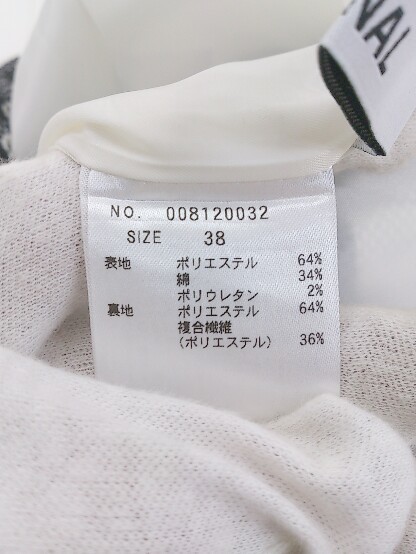 NAL
NO. 008120032
SIZE 38
表地 ポリエステル 64%
綿 34%
ポリウレタン 2%
裏地 ポリエステル 64%
複合繊維
(ポリエステル) 36%